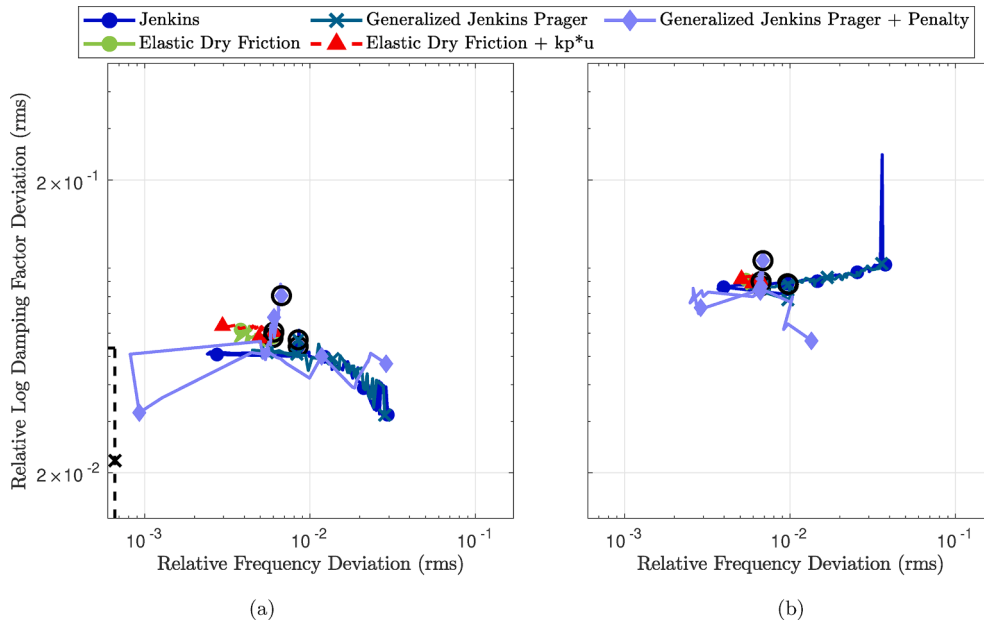 Jenkins
Generalized Jenkins Prager
Generalized Jenkins Prager + Penalty
Elastic Dry Friction
Elastic Dry Friction + kp*u
Relative Log Damping Factor Deviation (rms)
2×10⁻¹
2×10⁻²
10⁻³ 10⁻² 10⁻¹
Relative Frequency Deviation (rms)
(a)
10⁻³ 10⁻² 10⁻¹
Relative Frequency Deviation (rms)
(b)